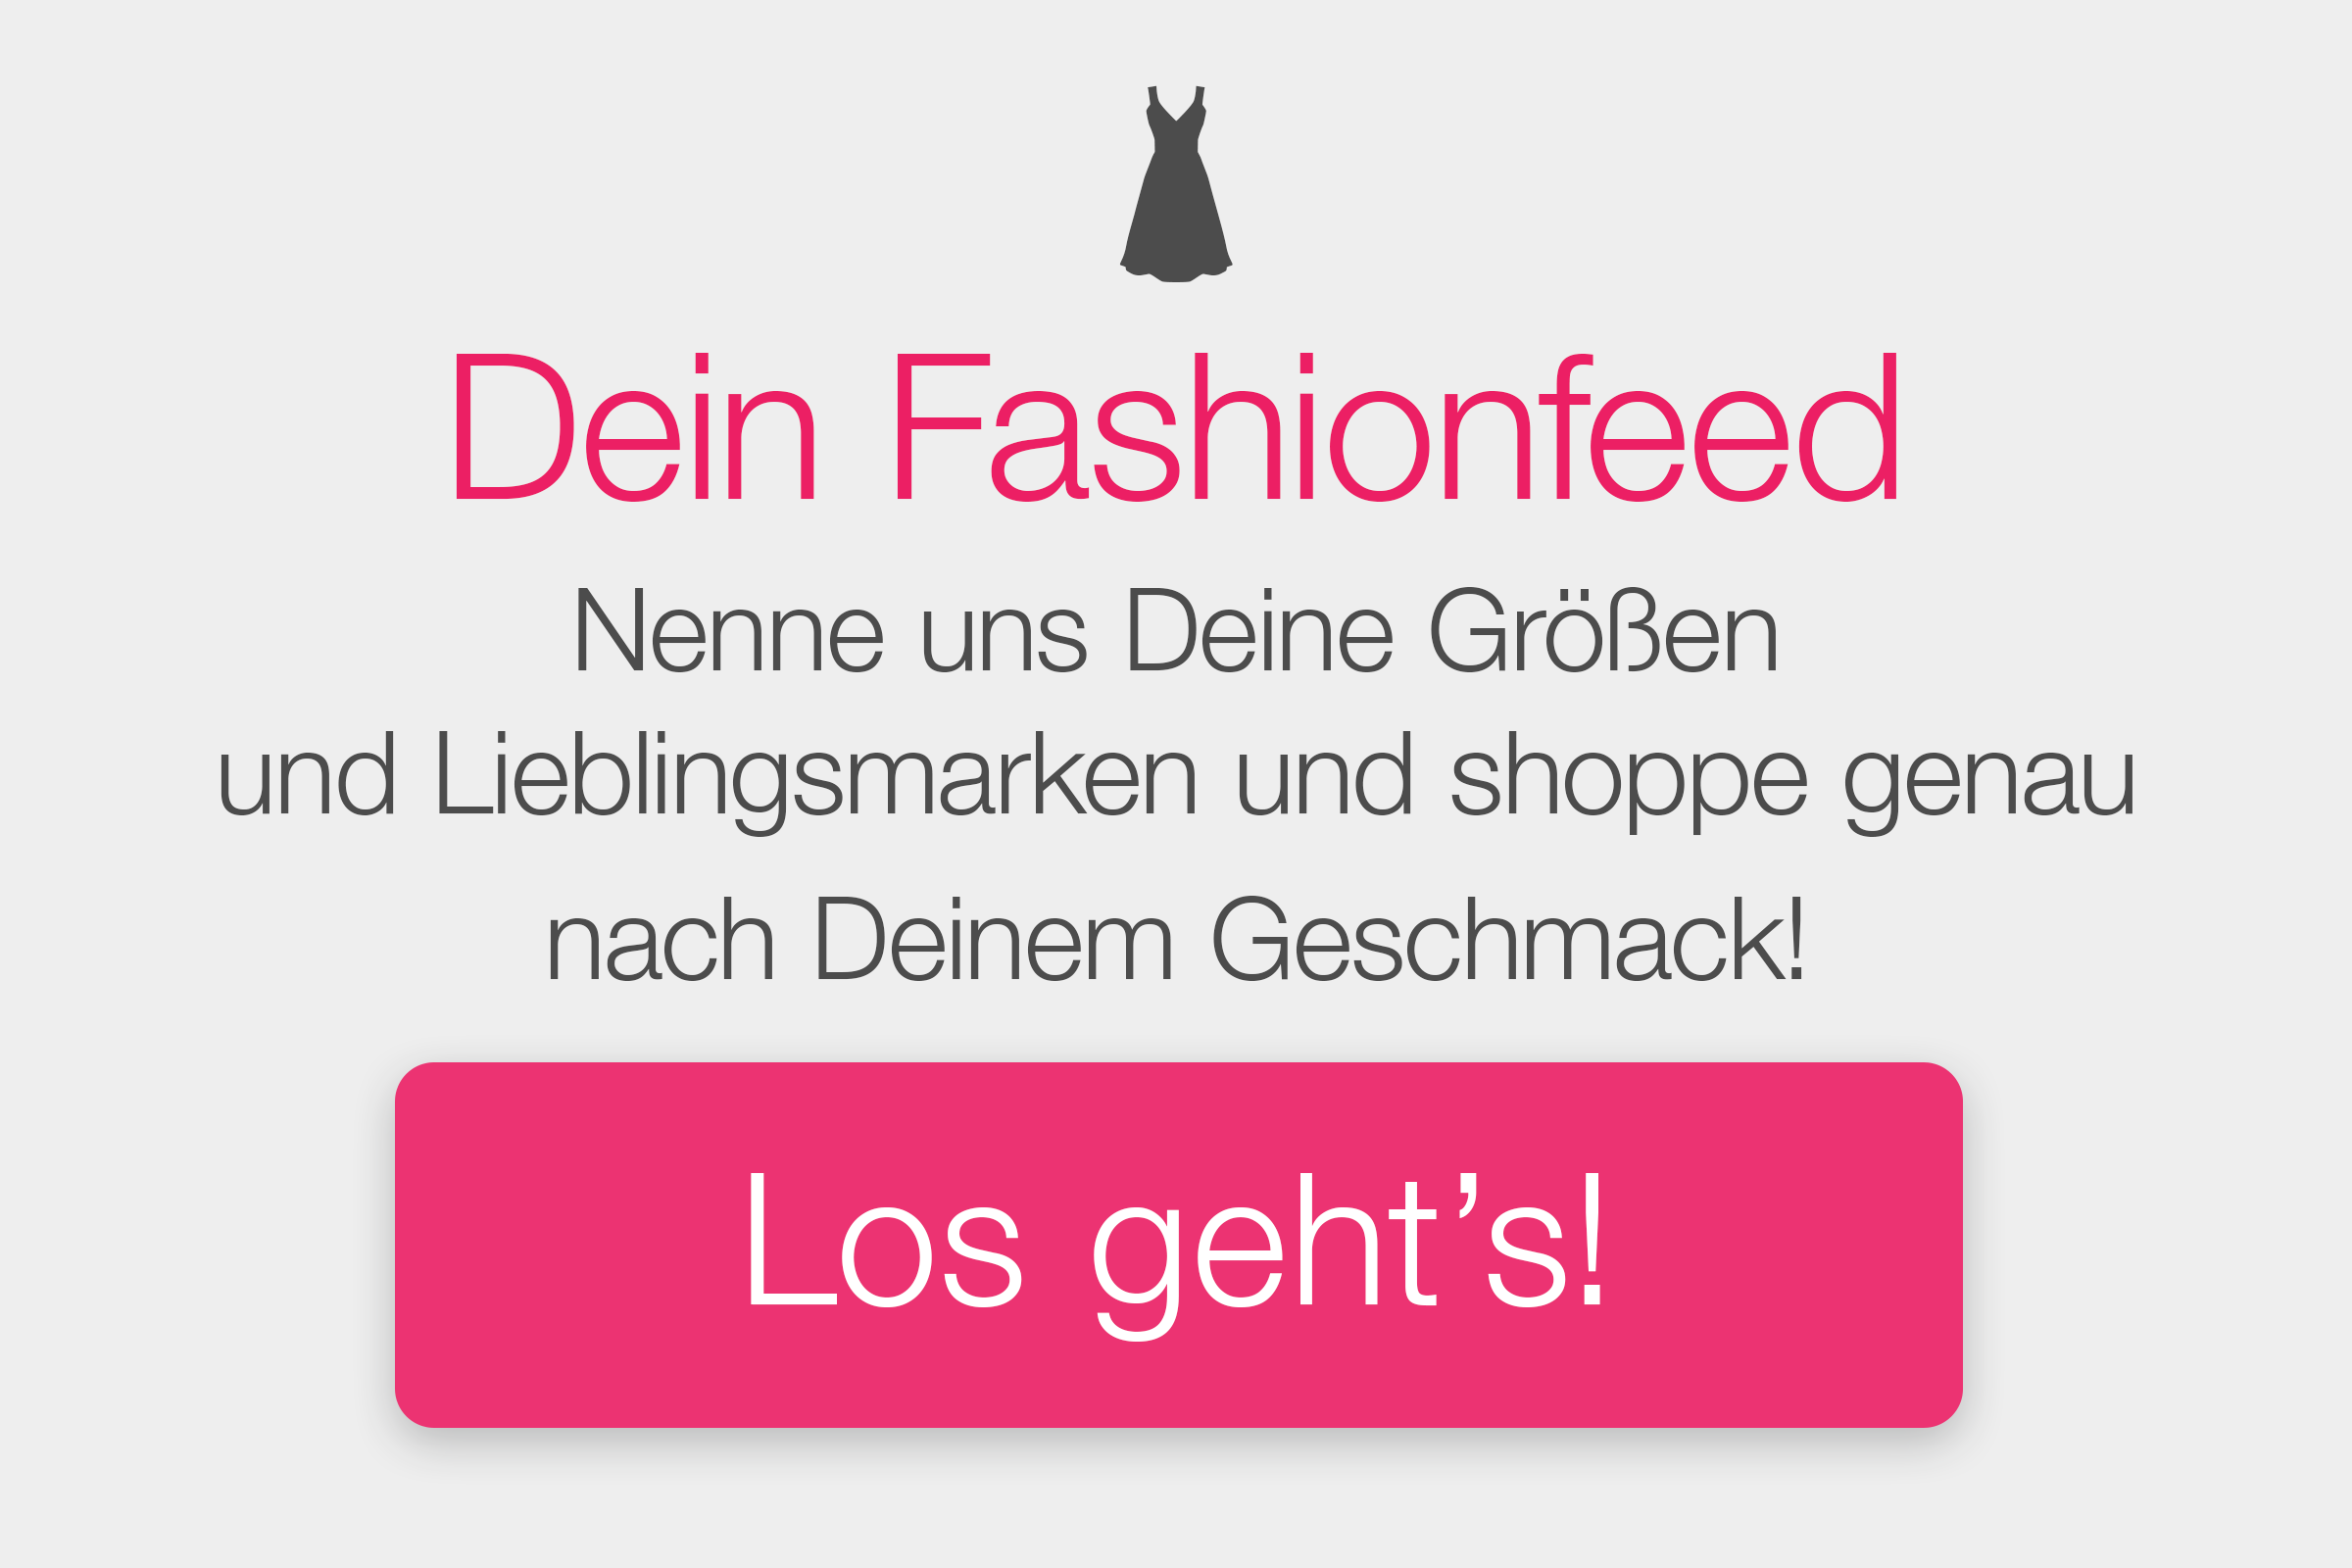 Dein Fashionfeed
Nenne uns Deine Größen
und Lieblingsmarken und shoppe genau
nach Deinem Geschmack!
Los geht’s!